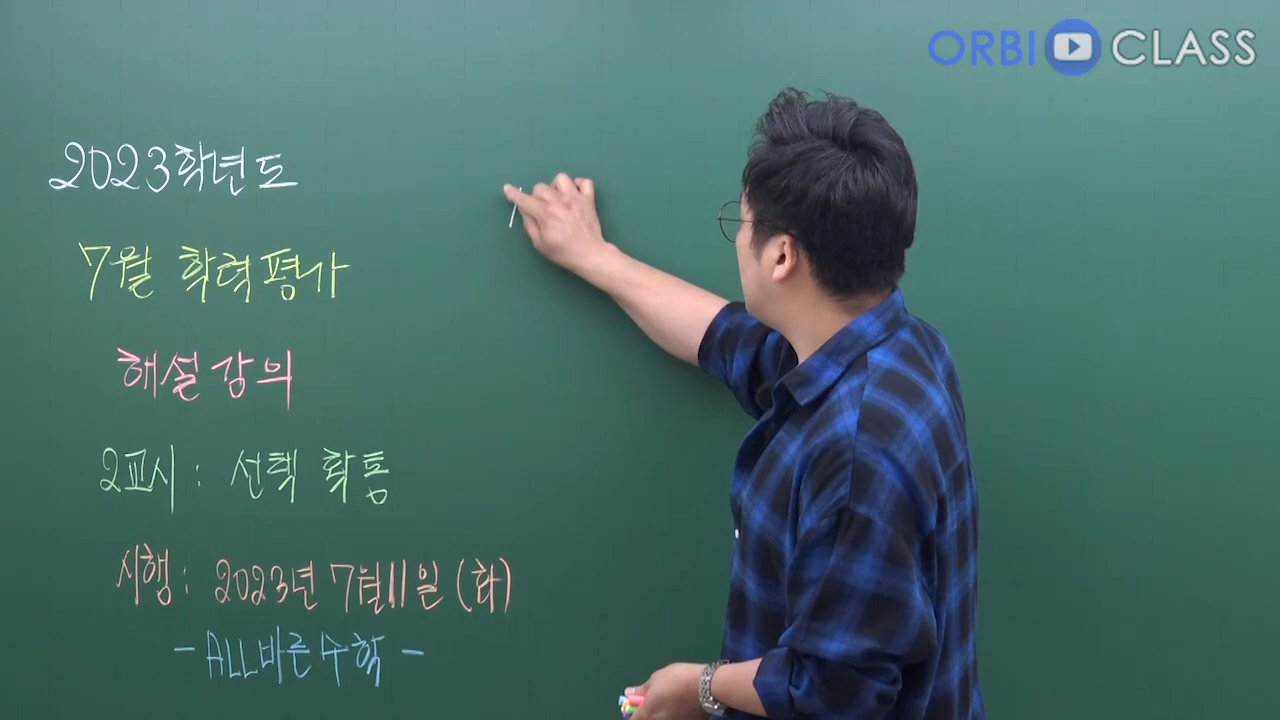 ORBI CLASS
2023학년도
7월 학력평가
해설강의
2교시 : 선택 확통
시행 : 2023년 7월 11일 (화)
- ALL바른수학 -